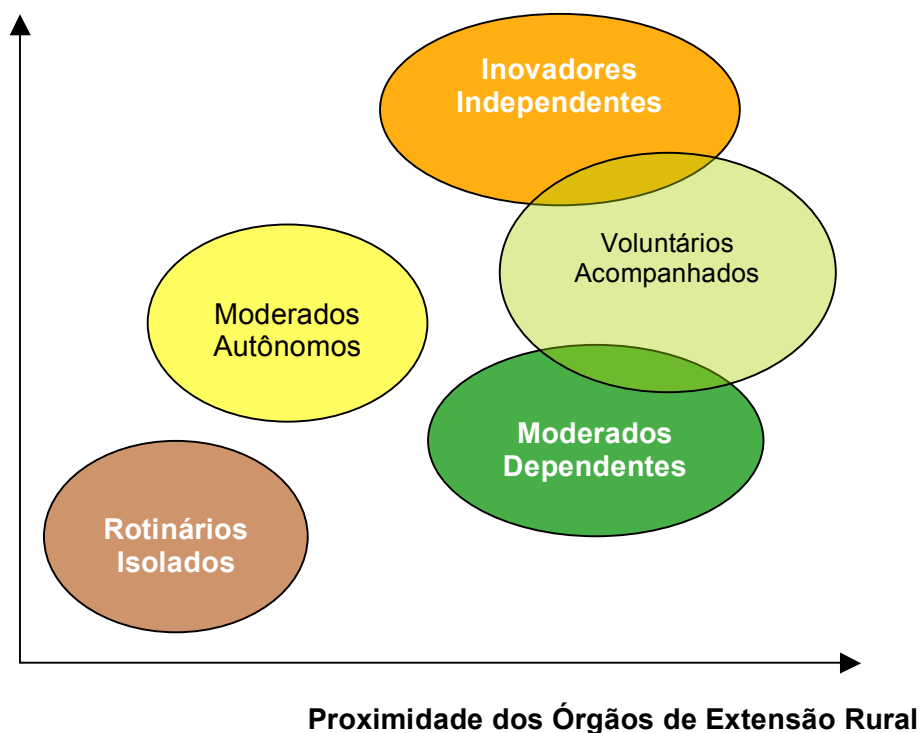 Inovadores
Independentes
Voluntários
Acompanhados
Moderados
Autônomos
Moderados
Dependentes
Rotinários
Isolados
Proximidade dos Órgãos de Extensão Rural